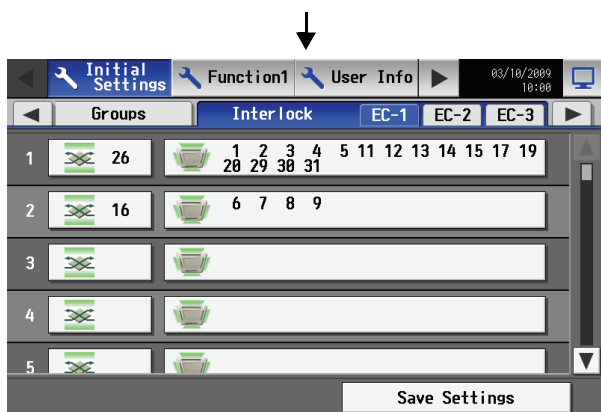 Initial Settings Function1 User Info 03/10/2009 10:00
Groups Interlock EC-1 EC-2 EC-3
1 26 1 2 3 4 5 11 12 13 14 15 17 19
20 29 30 31
2 16 6 7 8 9
3
4
5
Save Settings